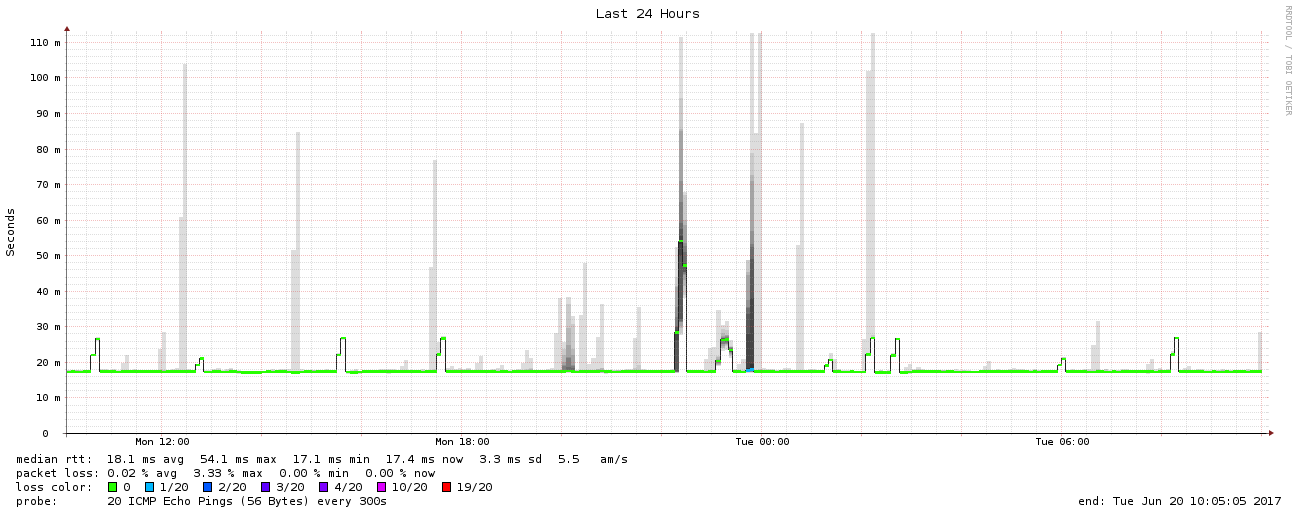 Last 24 Hours
RRDTOOL / TOBI OETIKER
Seconds
110 m
100 m
90 m
80 m
70 m
60 m
50 m
40 m
30 m
20 m
10 m
0
Mon 12:00 Mon 18:00 Tue 00:00 Tue 06:00
median rtt: 18.1 ms avg 54.1 ms max 17.1 ms min 17.4 ms now 3.3 ms sd 5.5 am/s
packet loss: 0.02 % avg 3.33 % max 0.00 % min 0.00 % now
loss color: 0 1/20 2/20 3/20 4/20 10/20 19/20
probe: 20 ICMP Echo Pings (56 Bytes) every 300s end: Tue Jun 20 10:05:05 2017